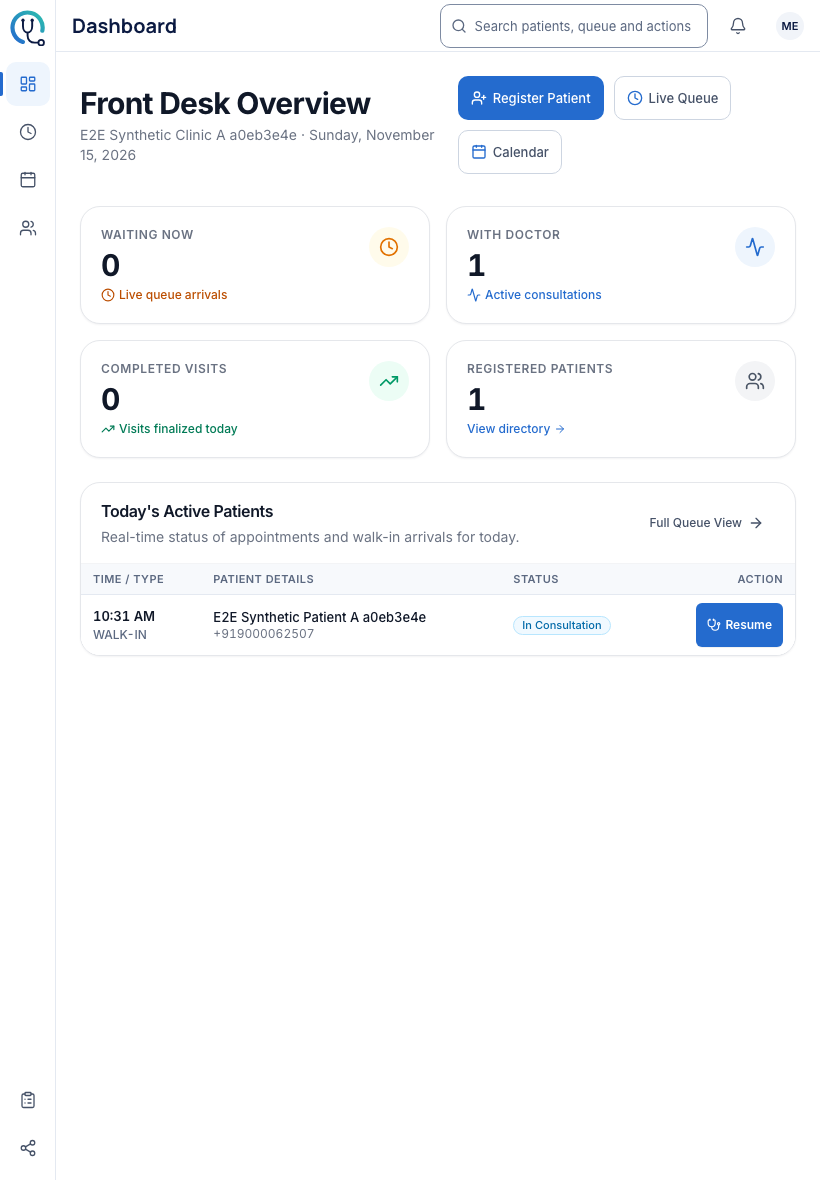 Dashboard
Search patients, queue and actions
ME
Front Desk Overview
E2E Synthetic Clinic A a0eb3e4e · Sunday, November
15, 2026
Register Patient
Live Queue
Calendar
WAITING NOW
0
Live queue arrivals
WITH DOCTOR
1
Active consultations
COMPLETED VISITS
0
Visits finalized today
REGISTERED PATIENTS
1
View directory →
Today's Active Patients
Real-time status of appointments and walk-in arrivals for today.
Full Queue View →
TIME / TYPE PATIENT DETAILS STATUS ACTION
10:31 AM
WALK-IN
E2E Synthetic Patient A a0eb3e4e
+919000062507
In Consultation
Resume